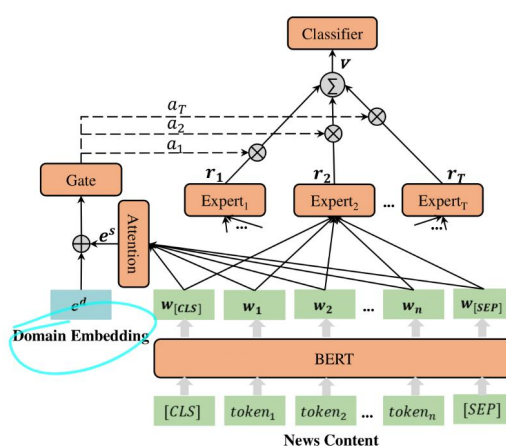 Classifier
v
Σ
a_T
a_2
a_1
r_1 r_2 r_T
Gate
Expert_1 Expert_2 ... Expert_T
... ...
Attention
e^s
e^d w_[CLS] w_1 w_2 ... w_n w_[SEP]
Domain Embedding
BERT
[CLS] token_1 token_2 ... token_n [SEP]
News Content